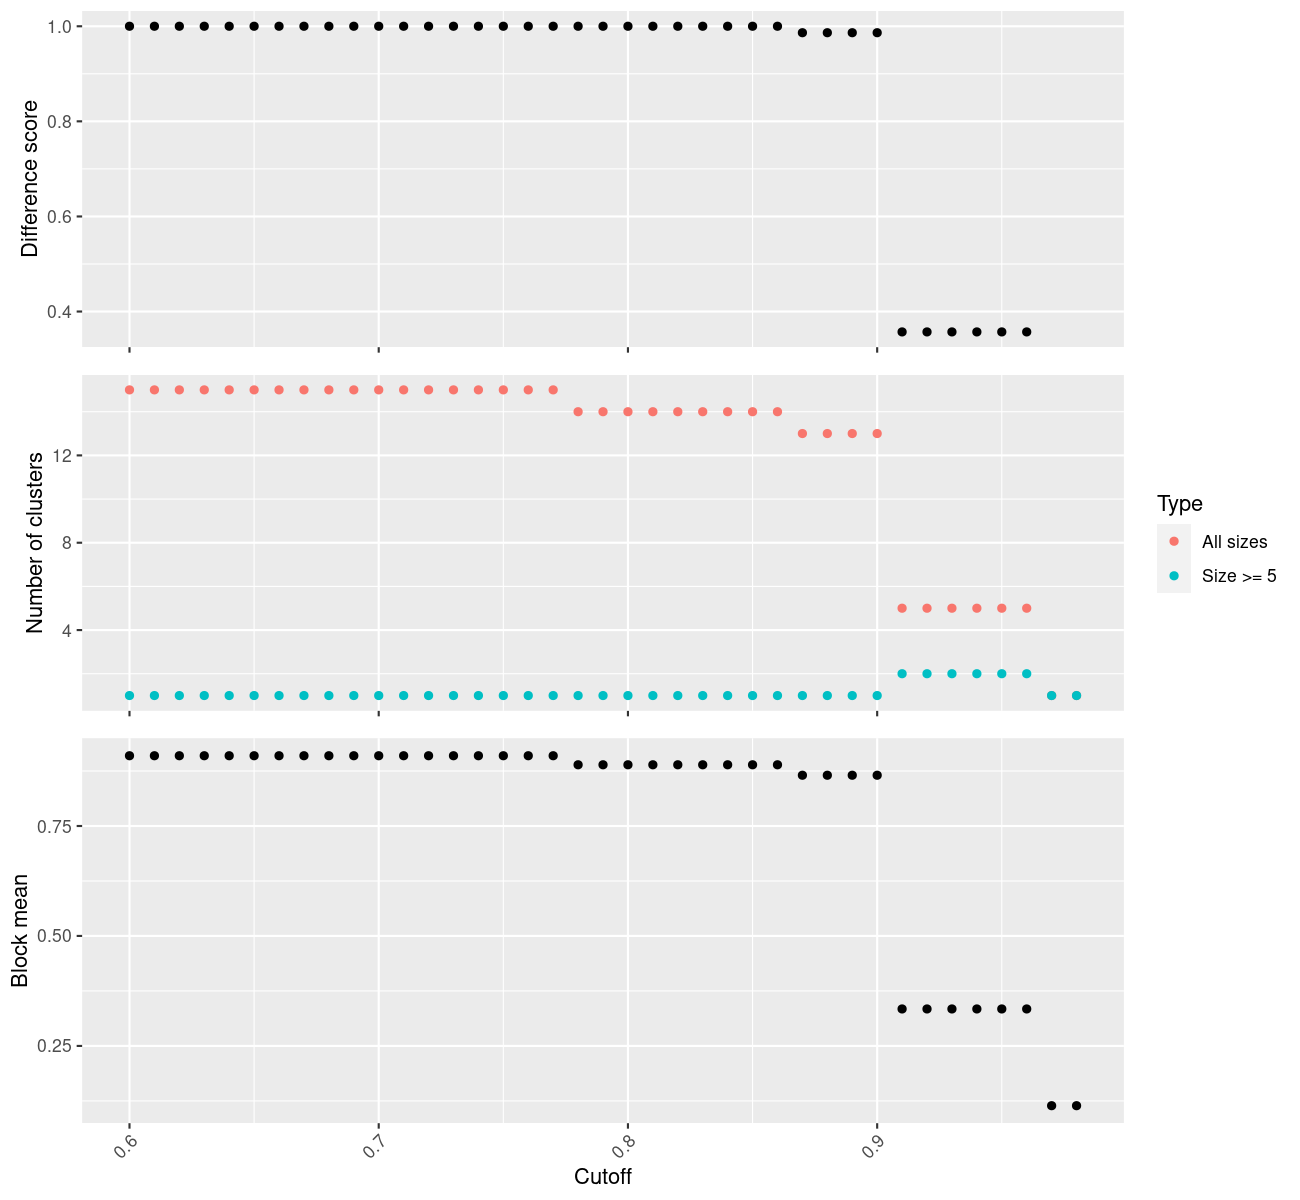 1.0
0.8
0.6
0.4
Difference score
12
8
4
Number of clusters
Type
All sizes
Size >= 5
0.75
0.50
0.25
Block mean
0.6 0.7 0.8 0.9
Cutoff